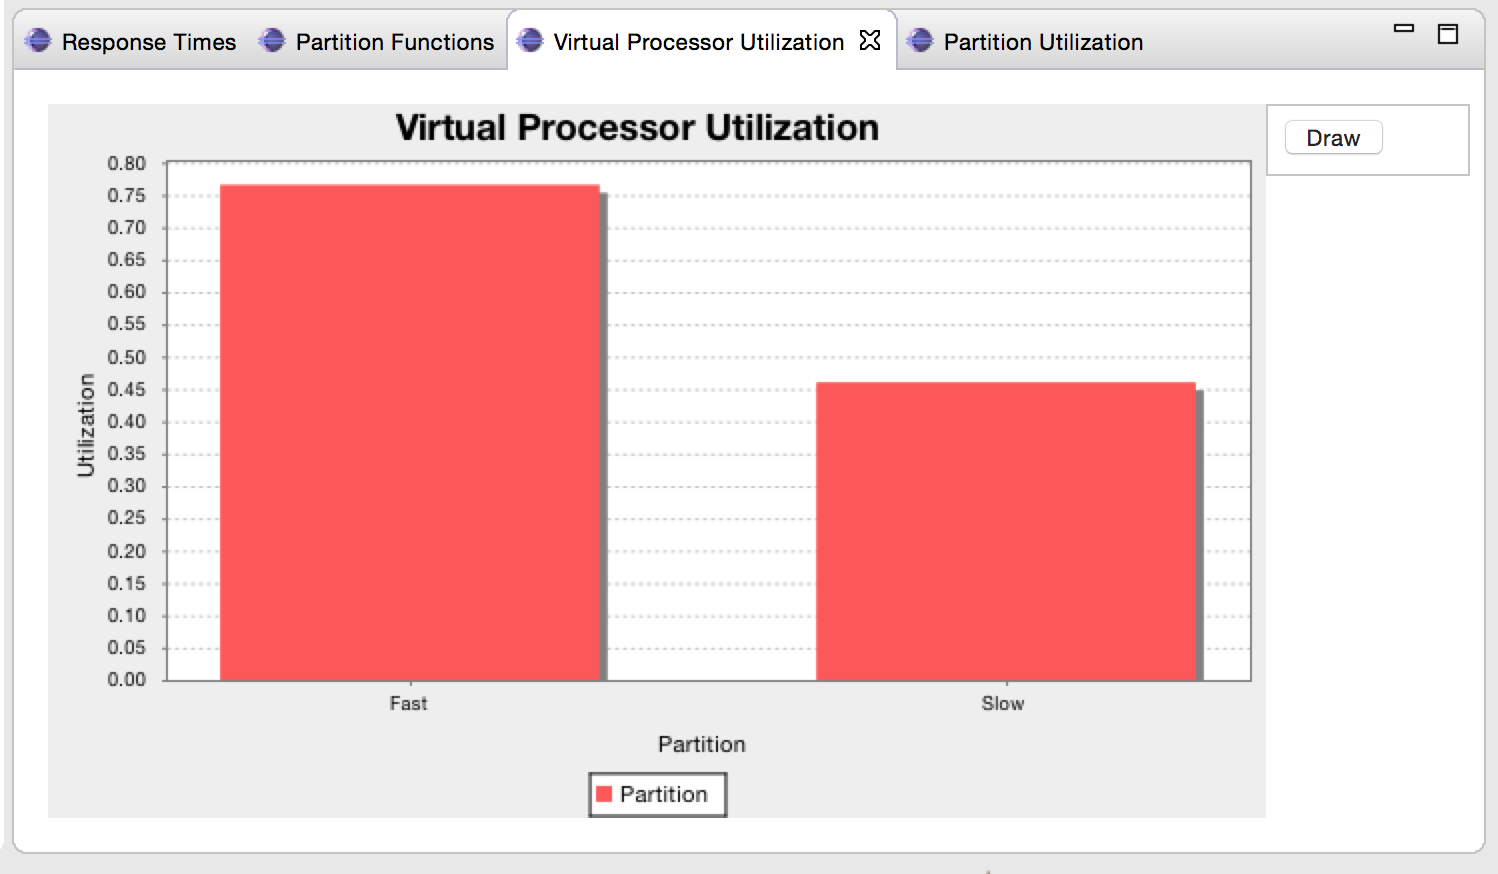 Response Times Partition Functions Virtual Processor Utilization Partition Utilization
Virtual Processor Utilization
Draw
0.80
0.75
0.70
0.65
0.60
0.55
0.50
0.45
0.40
0.35
0.30
0.25
0.20
0.15
0.10
0.05
0.00
Utilization
Fast Slow
Partition
Partition